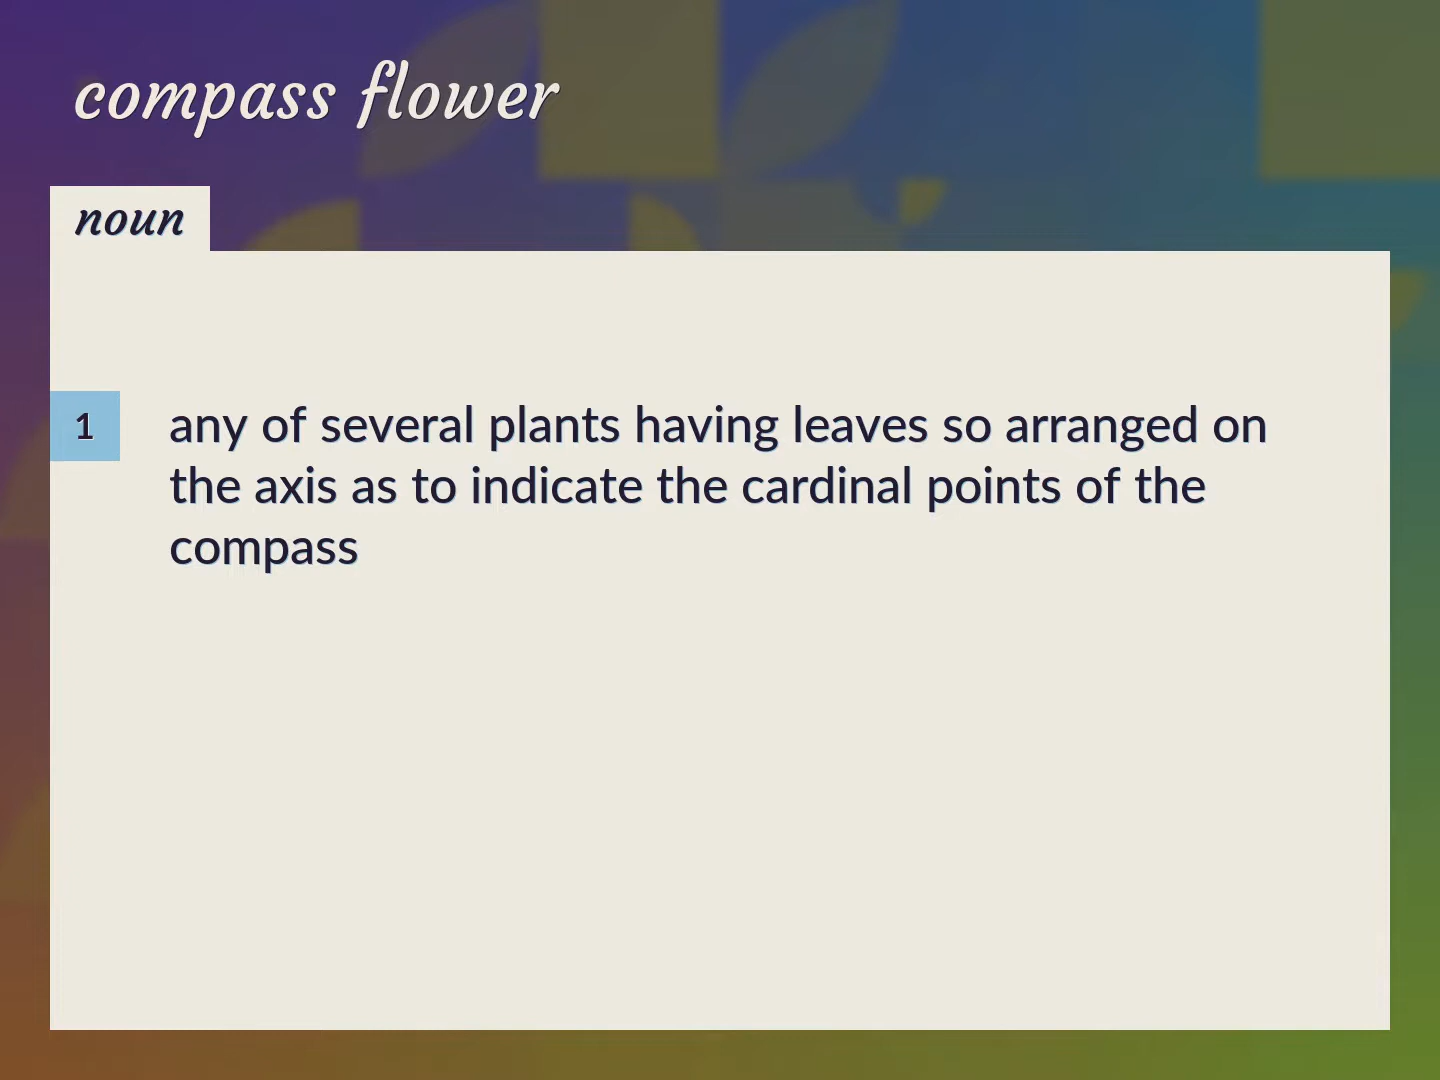 compass flower
noun
1
any of several plants having leaves so arranged on
the axis as to indicate the cardinal points of the
compass